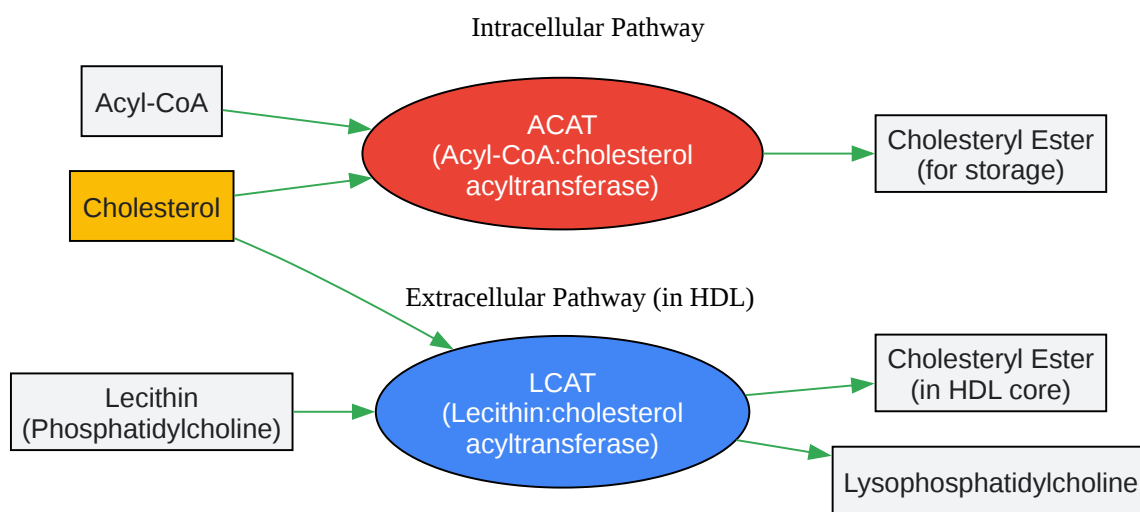 Intracellular Pathway
Acyl-CoA
Cholesterol
ACAT
(Acyl-CoA:cholesterol
acyltransferase)
Cholesteryl Ester
(for storage)
Extracellular Pathway (in HDL)
Lecithin
(Phosphatidylcholine)
LCAT
(Lecithin:cholesterol
acyltransferase)
Cholesteryl Ester
(in HDL core)
Lysophosphatidylcholine